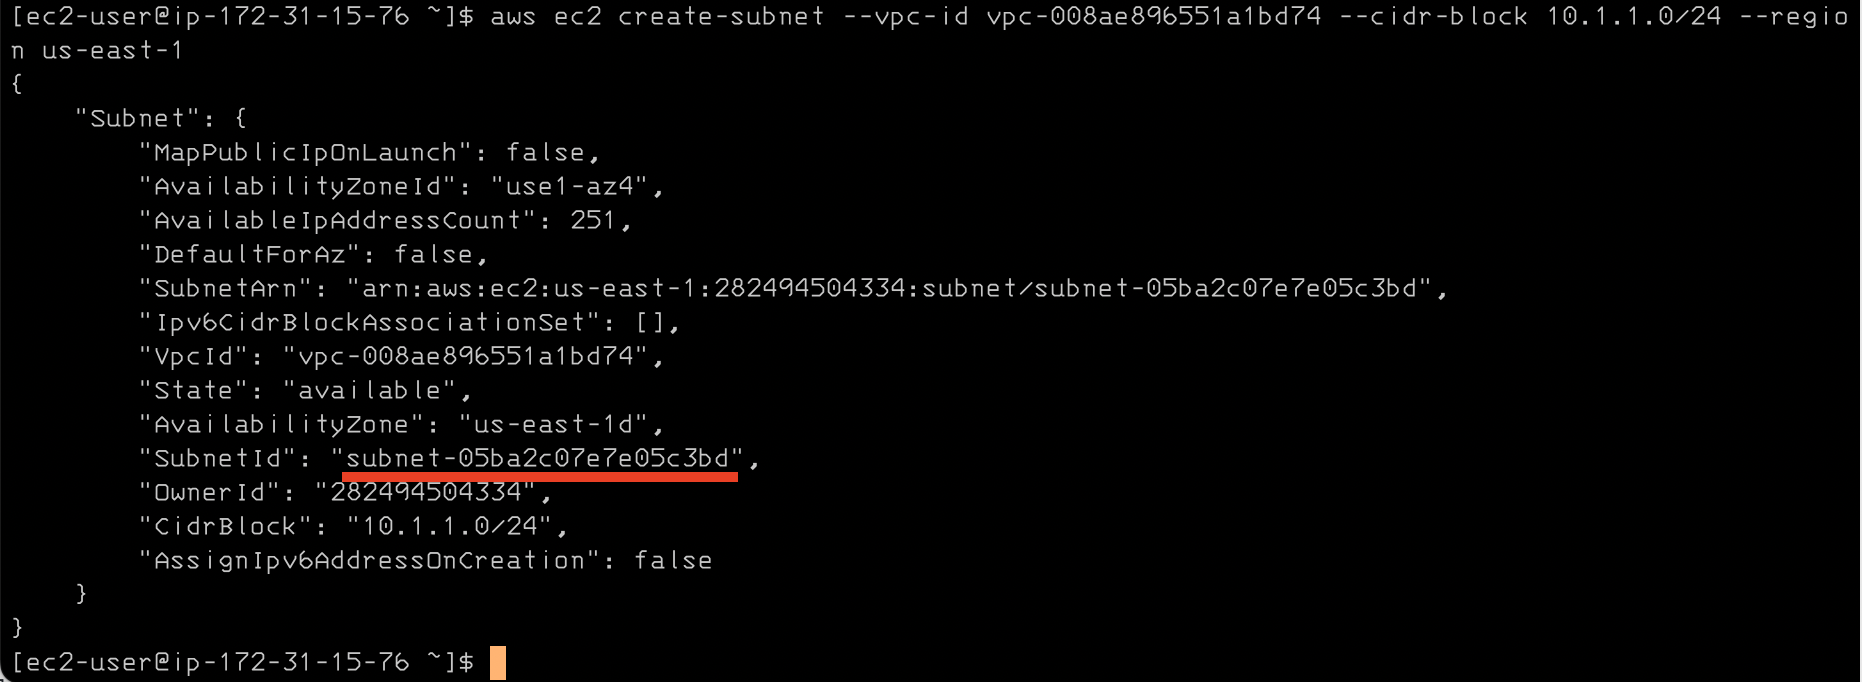 [ec2-user@ip-172-31-15-76 ~]$ aws ec2 create-subnet --vpc-id vpc-008ae896551a1bd74 --cidr-block 10.1.1.0/24 --regio
n us-east-1
{
    "Subnet": {
        "MapPublicIpOnLaunch": false,
        "AvailabilityZoneId": "use1-az4",
        "AvailableIpAddressCount": 251,
        "DefaultForAz": false,
        "SubnetArn": "arn:aws:ec2:us-east-1:282494504334:subnet/subnet-05ba2c07e7e05c3bd",
        "Ipv6CidrBlockAssociationSet": [],
        "VpcId": "vpc-008ae896551a1bd74",
        "State": "available",
        "AvailabilityZone": "us-east-1d",
        "SubnetId": "subnet-05ba2c07e7e05c3bd",
        "OwnerId": "282494504334",
        "CidrBlock": "10.1.1.0/24",
        "AssignIpv6AddressOnCreation": false
    }
}
[ec2-user@ip-172-31-15-76 ~]$